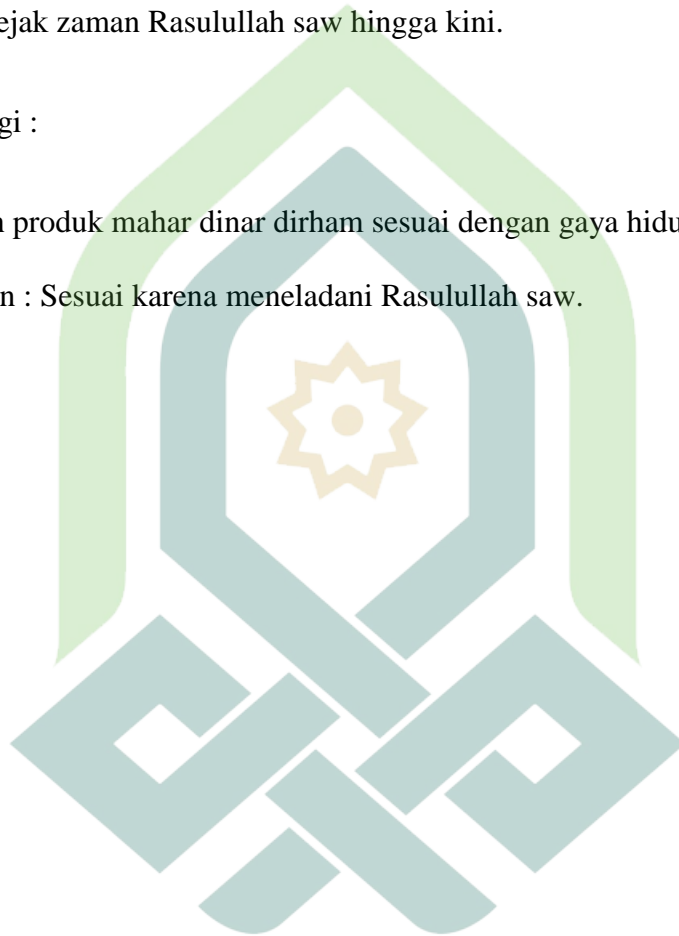 ejak zaman Rasulullah saw hingga kini.
gi :
n produk mahar dinar dirham sesuai dengan gaya hidu
n : Sesuai karena meneladani Rasulullah saw.